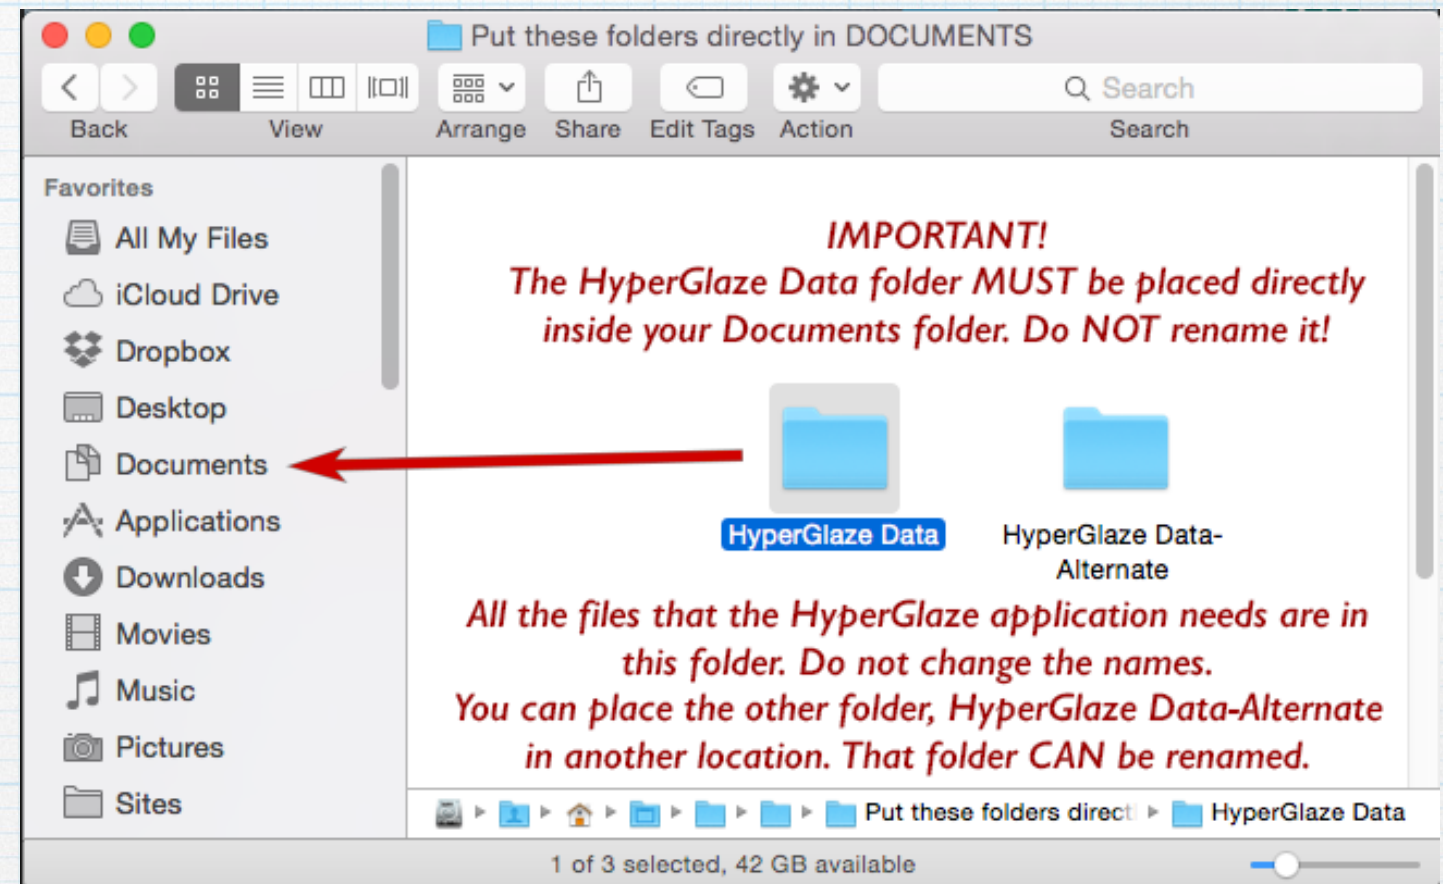 Put these folders directly in DOCUMENTS
Search
Back View Arrange Share Edit Tags Action Search
Favorites
All My Files
iCloud Drive
Dropbox
Desktop
Documents
Applications
Downloads
Movies
Music
Pictures
Sites
IMPORTANT!
The HyperGlaze Data folder MUST be placed directly
inside your Documents folder. Do NOT rename it!
HyperGlaze Data
HyperGlaze Data-
Alternate
All the files that the HyperGlaze application needs are in
this folder. Do not change the names.
You can place the other folder, HyperGlaze Data-Alternate
in another location. That folder CAN be renamed.
Put these folders direct HyperGlaze Data
1 of 3 selected, 42 GB available